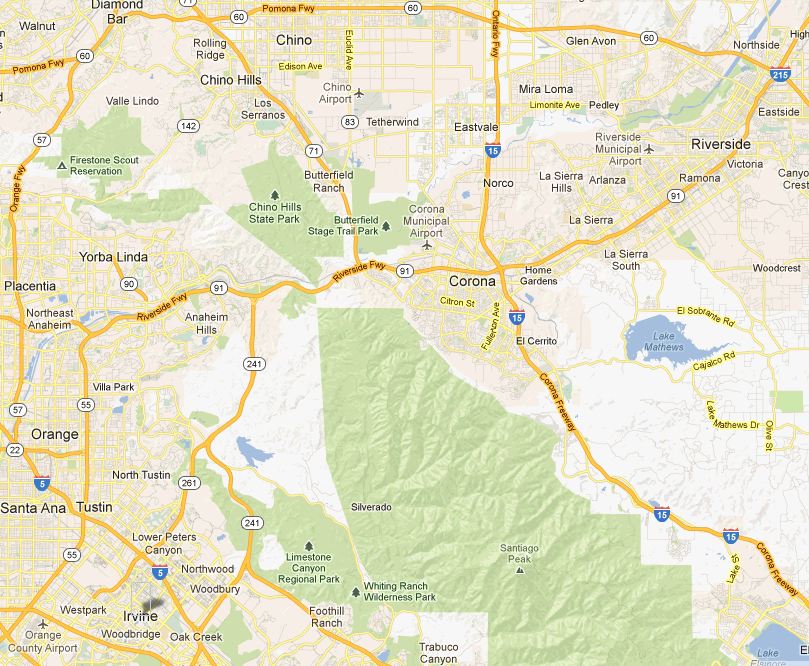 Diamond
Bar
71
60
Pomona Fwy
60
Walnut
Rolling
Ridge
Chino
Euclid Ave
Ontario Fwy
Glen Avon
60
Northside
60
Pomona Fwy
Edison Ave
215
Chino Hills
Chino
Airport
Mira Loma
Valle Lindo
Los
Serranos
Limonite Ave
Pedley
Eastside
142
83
Tetherwind
Eastvale
57
71
15
Riverside
Municipal
Airport
Riverside
Firestone Scout
Reservation
Butterfield
Ranch
Norco
La Sierra
Hills
Arlanza
Victoria
Ramona
Canyon
Crest
Orange Fwy
91
Chino Hills
State Park
Butterfield
Stage Trail Park
Corona
Municipal
Airport
La Sierra
Yorba Linda
La Sierra
South
Woodcrest
Riverside Fwy
91
Corona
Home
Gardens
Placentia
90
91
Riverside Fwy
Citron St
Northeast
Anaheim
Anaheim
Hills
Fullerton Ave
15
El Cerrito
El Sobrante Rd
Lake
Mathews
Cajalco Rd
241
Villa Park
Corona Freeway
57
55
Lake Mathews Dr
Olive St
Orange
22
5
North Tustin
261
Santa Ana
Tustin
Silverado
15
241
15
Lower Peters
Canyon
55
Limestone
Canyon
Regional Park
Santiago
Peak
Corona Freeway
5
Northwood
Woodbury
Whiting Ranch
Wilderness Park
Westpark
Irvine
Foothill
Ranch
Orange
County Airport
Woodbridge
Oak Creek
Trabuco
Canyon
Lake
Elsinore